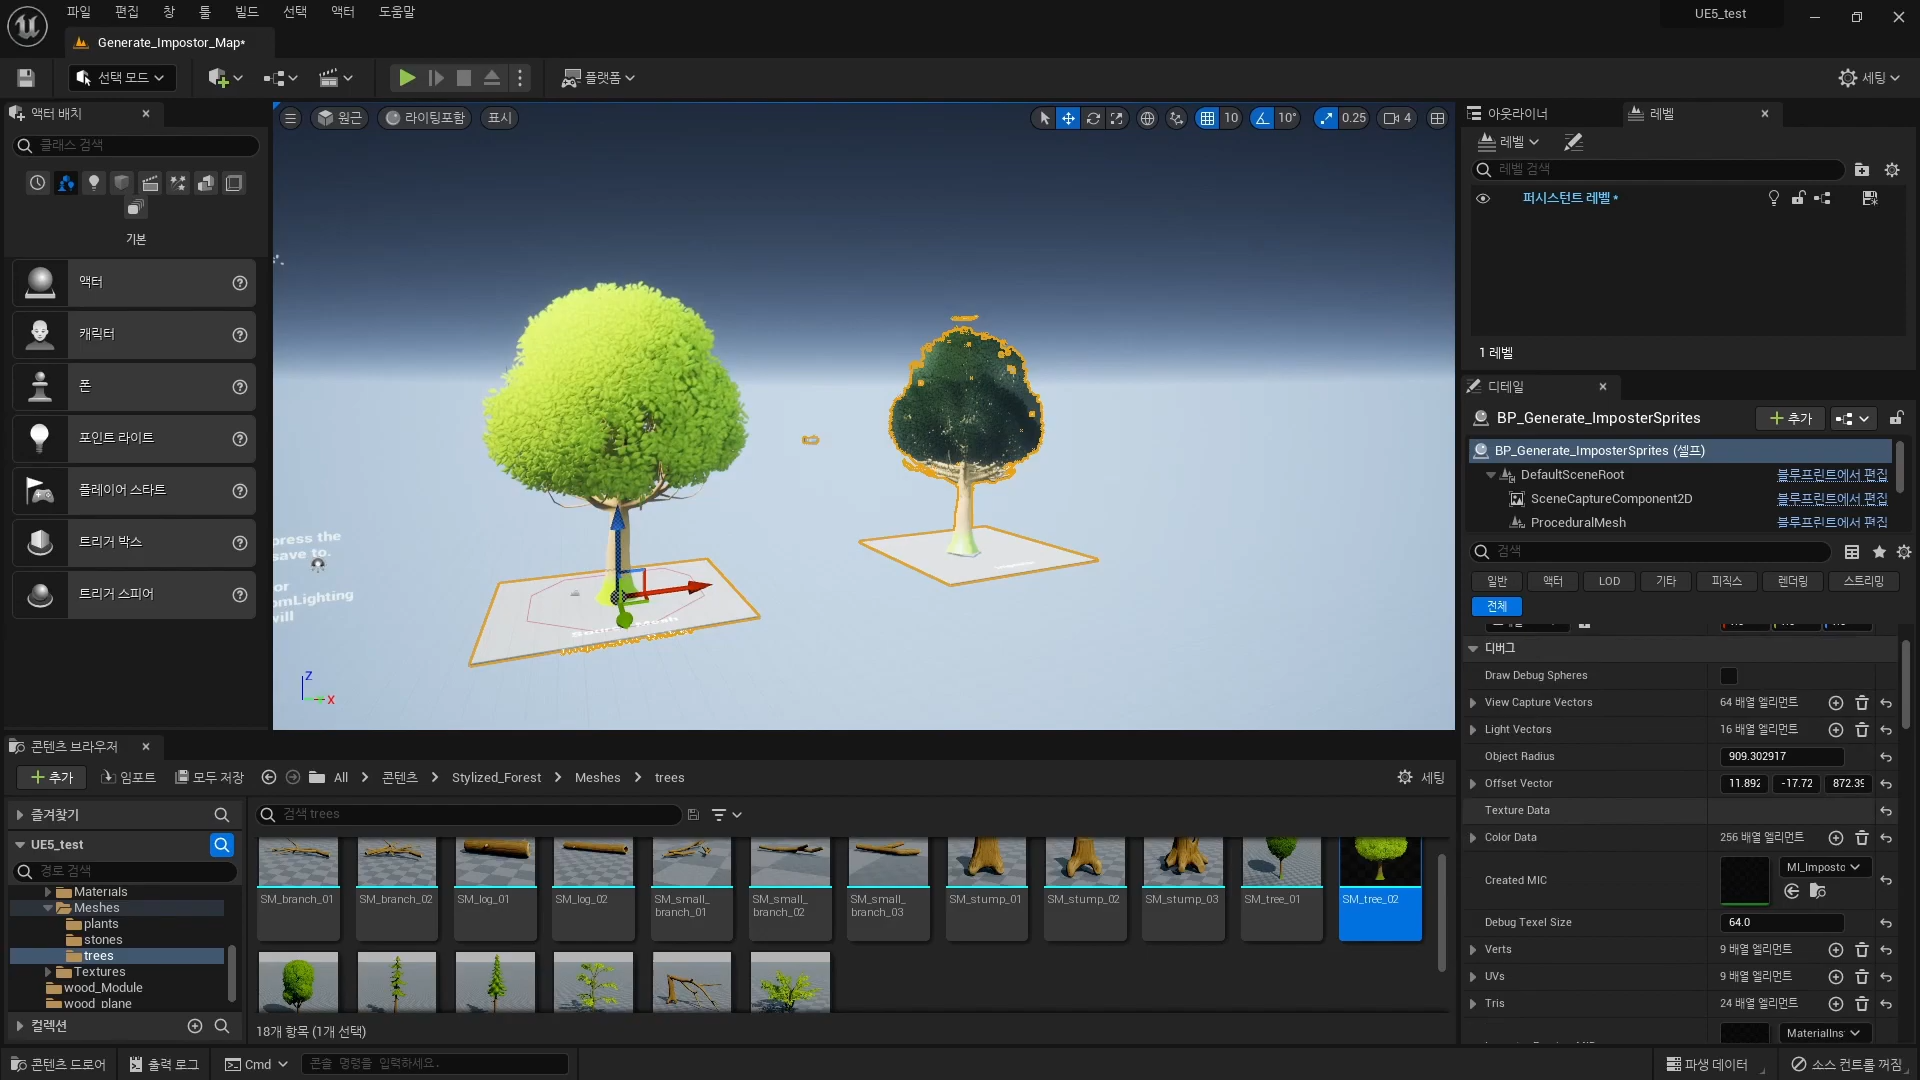 파일 편집 창 툴 빌드 선택 액터 도움말 UE5_test
Generate_Impostor_Map*
선택 모드 플랫폼 세팅
액터 배치
클래스 검색
기본
액터
캐릭터
폰
포인트 라이트
플레이어 스타트
트리거 박스
트리거 스피어
원근 라이팅포함 표시 10 10° 0.25 4
press the
save to.
or
omLighting
will
Z
X
아웃라이너 레벨
레벨
레벨 검색
퍼시스턴트 레벨 *
1 레벨
디테일
BP_Generate_ImposterSprites 추가
BP_Generate_ImposterSprites (셀프)
DefaultSceneRoot 블루프린트에서 편집
SceneCaptureComponent2D 블루프린트에서 편집
ProceduralMesh 블루프린트에서 편집
검색
일반 액터 LOD 기타 피직스 렌더링 스트리밍
전체
디버그
Draw Debug Spheres
View Capture Vectors 64 배열 엘리먼트
Light Vectors 16 배열 엘리먼트
Object Radius 909.302917
Offset Vector 11.892 -17.72 872.39
Texture Data
Color Data 256 배열 엘리먼트
Created MIC MI_Imposto
Debug Texel Size 64.0
Verts 9 배열 엘리먼트
UVs 9 배열 엘리먼트
Tris 24 배열 엘리먼트
MaterialIns
콘텐츠 브라우저
추가 임포트 모두 저장 All 콘텐츠 Stylized_Forest Meshes trees 세팅
즐겨찾기
UE5_test
경로 검색
Materials
Meshes
plants
stones
trees
Textures
wood_Module
wood_plane
컬렉션
검색 trees
SM_branch_01 SM_branch_02 SM_log_01 SM_log_02 SM_small_branch_01 SM_small_branch_02 SM_small_branch_03 SM_stump_01 SM_stump_02 SM_stump_03 SM_tree_01 SM_tree_02
18개 항목 (1개 선택)
콘텐츠 드로어 출력 로그 Cmd 콘솔 명령을 입력하세요. 파생 데이터 소스 컨트롤 꺼짐